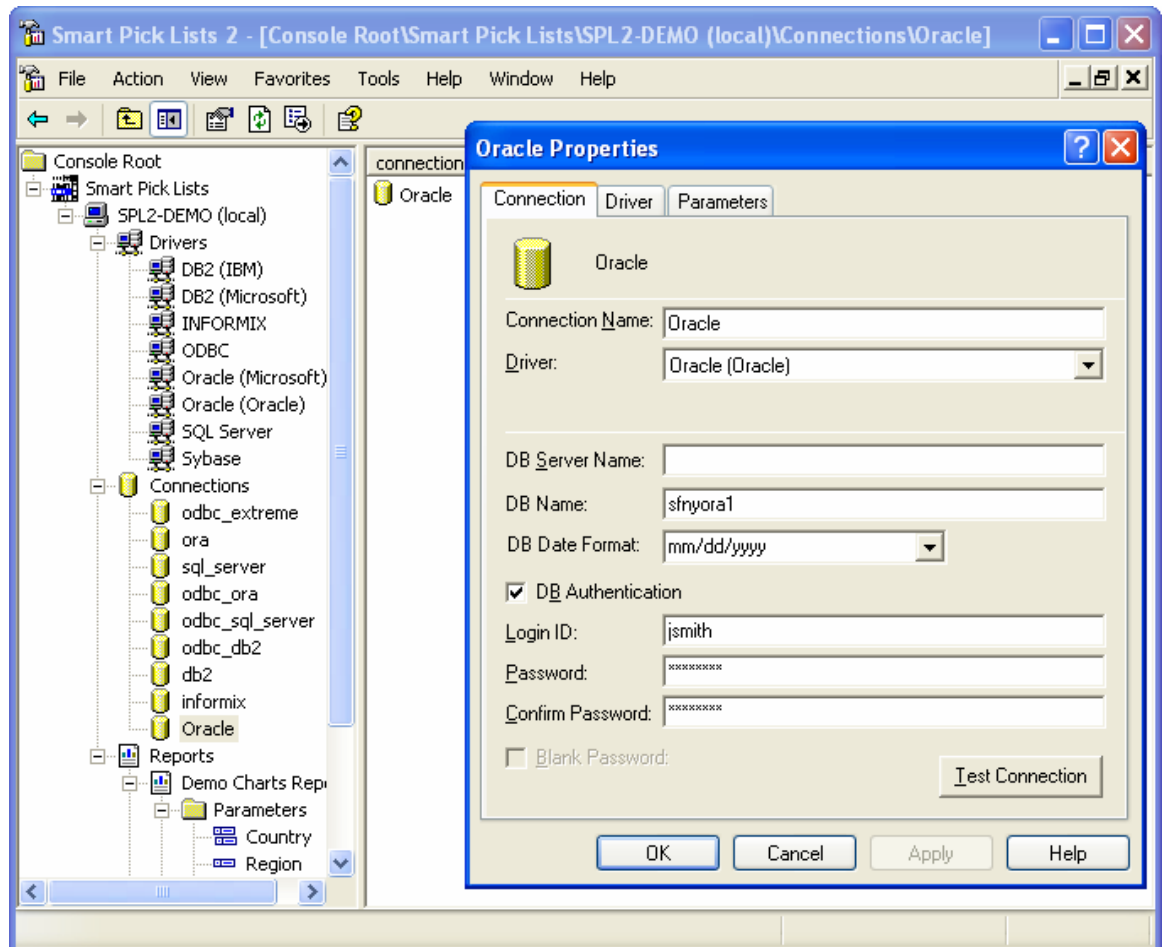 Smart Pick Lists 2 - [Console Root\Smart Pick Lists\SPL2-DEMO (local)\Connections\Oracle]
File Action View Favorites Tools Help Window Help
Console Root
Smart Pick Lists
SPL2-DEMO (local)
Drivers
DB2 (IBM)
DB2 (Microsoft)
INFORMIX
ODBC
Oracle (Microsoft)
Oracle (Oracle)
SQL Server
Sybase
Connections
odbc_extreme
ora
sql_server
odbc_ora
odbc_sql_server
odbc_db2
db2
informix
Oracle
Reports
Demo Charts Rep
Parameters
Country
Region
connection
Oracle
Oracle Properties
Connection Driver Parameters
Oracle
Connection Name: Oracle
Driver: Oracle (Oracle)
DB Server Name:
DB Name: sfnyora1
DB Date Format: mm/dd/yyyy
DB Authentication
Login ID: jsmith
Password: ********
Confirm Password: ********
Blank Password:
Test Connection
OK Cancel Apply Help